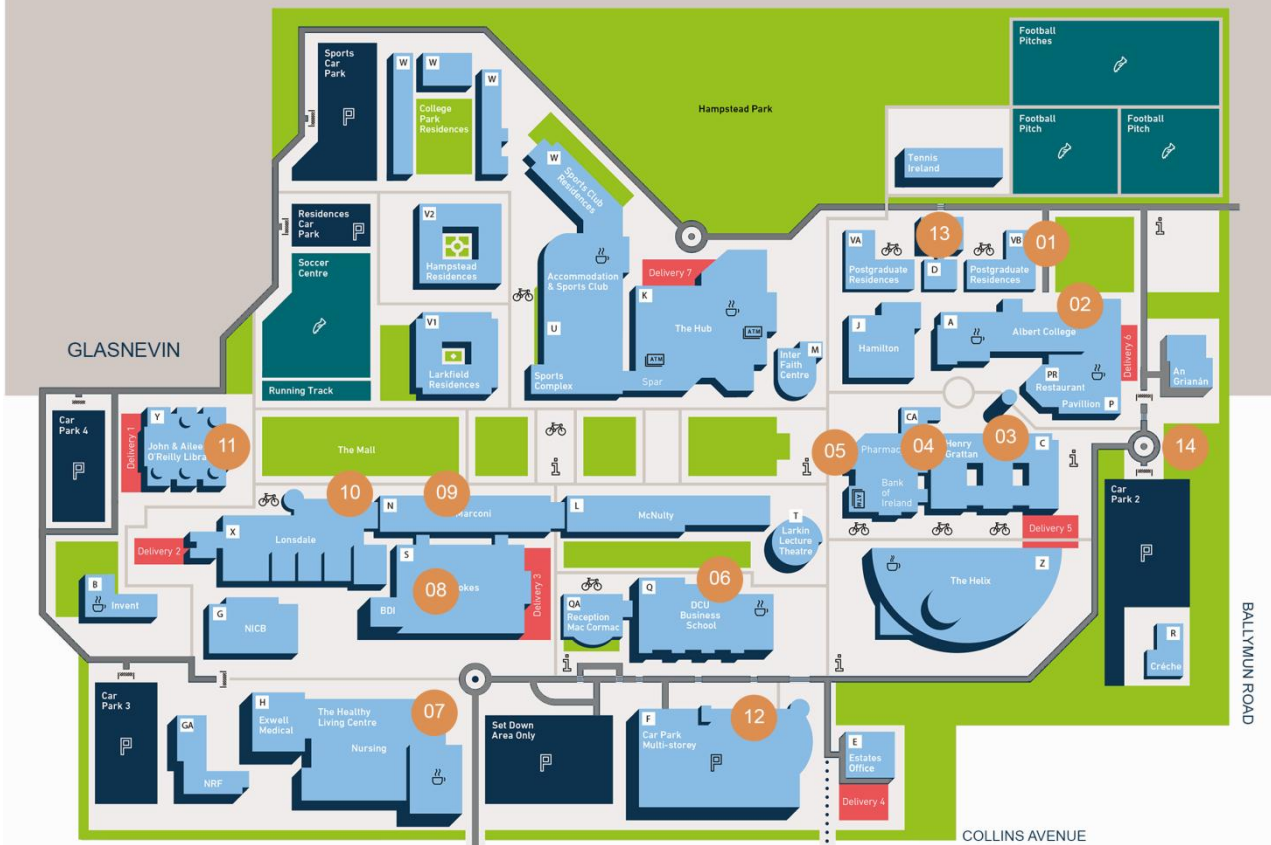 Sports
Car
Park
W
W
W
College
Park
Residences
Hampstead Park
Football
Pitches
Football
Pitch
Football
Pitch
Tennis
Ireland
W
Sports Club
Residences
Residences
Car
Park
V2
Hampstead
Residences
Soccer
Centre
Accommodation
& Sports Club
U
Sports
Complex
Delivery 7
K
The Hub
ATM
ATM
Spar
M
Inter
Faith
Centre
VA
Postgraduate
Residences
13
D
VB
01
Postgraduate
Residences
02
J
Hamilton
A
Albert College
Delivery 6
PR
Restaurant
Pavillion
P
An
Grianán
GLASNEVIN
V1
Larkfield
Residences
Running Track
Car
Park 4
Delivery 1
Y
John &
O'Reilly
11
The Mall
05
CA
04
03
Henry
Grattan
C
Bank
of
Ireland
ATM
14
Car
Park 2
10
09
N
Marconi
L
McNulty
T
Larkin
Lecture
Theatre
Delivery 5
X
Lonsdale
Delivery 2
S
08
BDI
Delivery 3
B
Invent
G
NICB
QA
Reception
Mac Cormac
Q
06
DCU
Business
School
The Helix
Z
R
Crèche
BALLYMUN ROAD
Car
Park 3
GA
NRF
H
Exwell
Medical
The Healthy
Living Centre
Nursing
07
Set Down
Area Only
F
Car Park
Multi-storey
12
E
Estates
Office
Delivery 4
COLLINS AVENUE